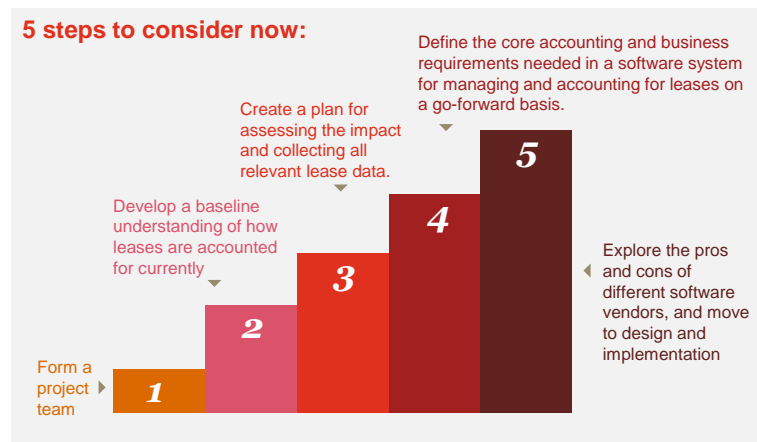 5 steps to consider now:
Form a
project
team
1
Develop a baseline
understanding of how
leases are accounted
for currently
2
Create a plan for
assessing the impact
and collecting all
relevant lease data.
3
Define the core accounting and business
requirements needed in a software system
for managing and accounting for leases on
a go-forward basis.
4
5
Explore the pros
and cons of
different software
vendors, and move
to design and
implementation